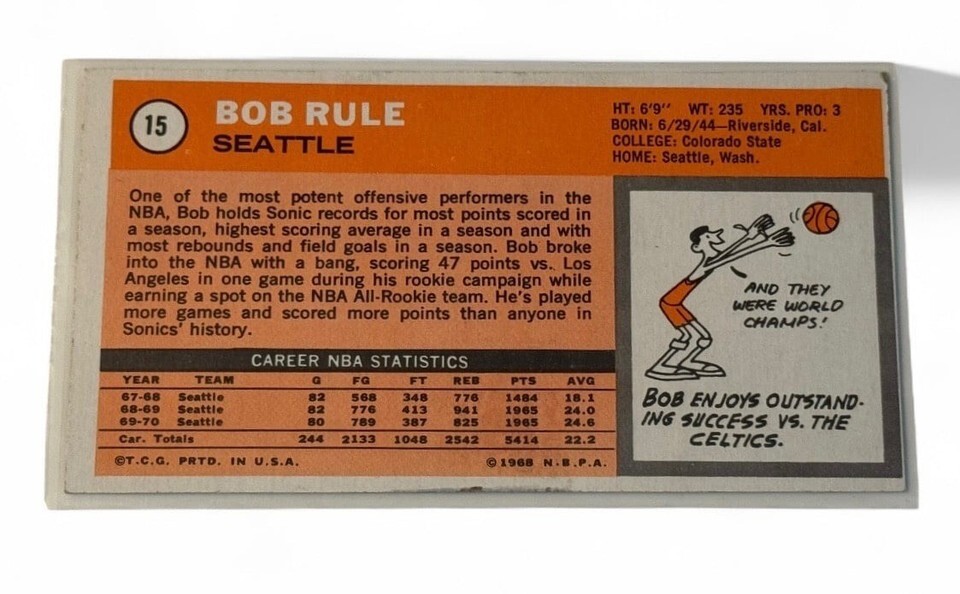 15
BOB RULE
SEATTLE
HT: 6'9'' WT: 235 YRS. PRO: 3
BORN: 6/29/44—Riverside, Cal.
COLLEGE: Colorado State
HOME: Seattle, Wash.
One of the most potent offensive performers in the
NBA, Bob holds Sonic records for most points scored in
a season, highest scoring average in a season and with
most rebounds and field goals in a season. Bob broke
into the NBA with a bang, scoring 47 points vs. Los
Angeles in one game during his rookie campaign while
earning a spot on the NBA All-Rookie team. He's played
more games and scored more points than anyone in
Sonics' history.
CAREER NBA STATISTICS
YEAR TEAM G FG FT REB PTS AVG
67-68 Seattle 82 568 348 776 1484 18.1
68-69 Seattle 82 776 413 941 1965 24.0
69-70 Seattle 80 789 387 825 1965 24.6
Car. Totals 244 2133 1048 2542 5414 22.2
©T.C.G. PRTD. IN U.S.A. ©1968 N.B.P.A.
AND THEY
WERE WORLD
CHAMPS!
BOB ENJOYS OUTSTAND-
ING SUCCESS VS. THE
CELTICS.